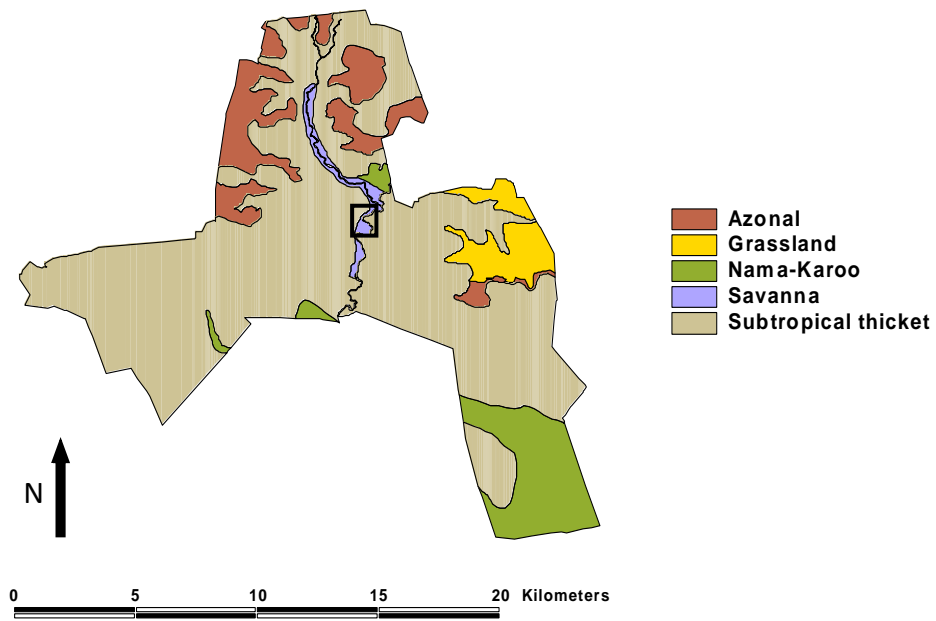 Azonal
Grassland
Nama-Karoo
Savanna
Subtropical thicket
N
0 5 10 15 20 Kilometers